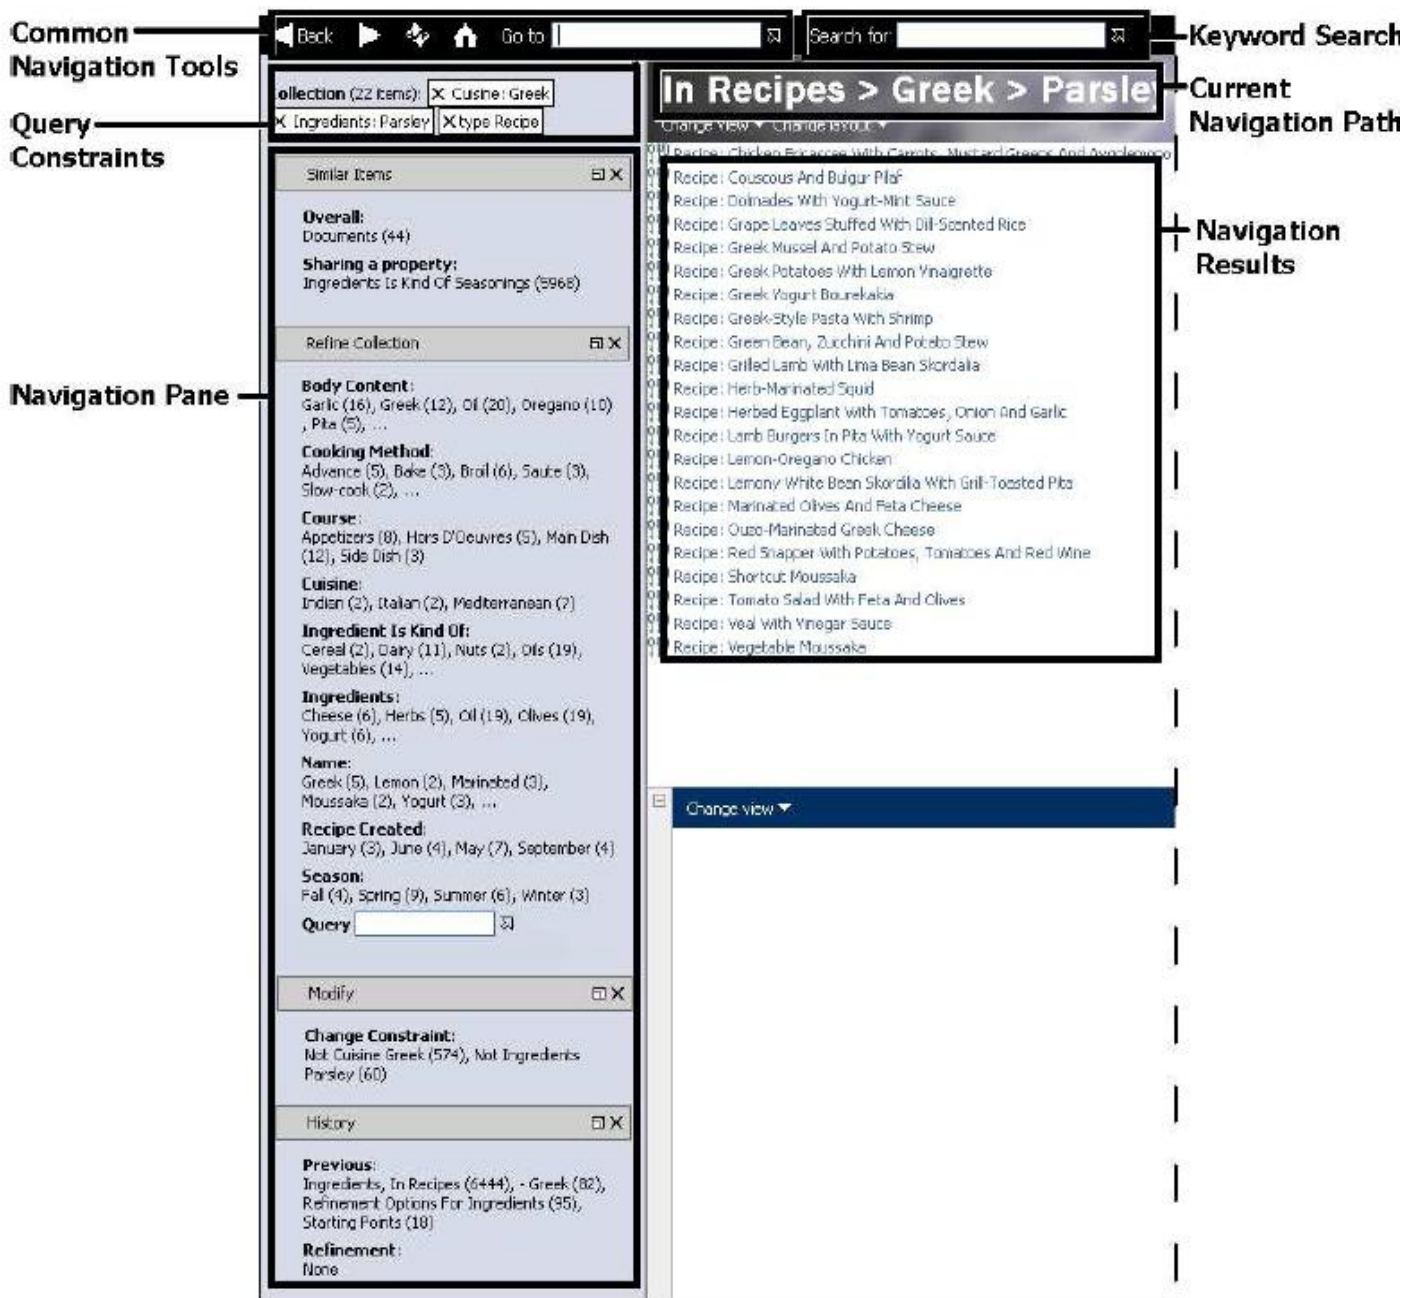 Common
Navigation Tools
Back
Go to
Search for:
Keyword Search
Query
Constraints
ollection (22 items): X Cuisine: Greek
X Ingredients: Parsley X type Recipe
In Recipes > Greek > Parsley
Change View Change layout
Current
Navigation Path
Navigation Pane
Similar Items
Overall:
Documents (44)
Sharing a property:
Ingredients Is Kind Of Seasonings (5968)
Refine Collection
Body Content:
Garlic (16), Greek (12), Oil (20), Oregano (10)
, Pita (5), ...
Cooking Method:
Advance (5), Bake (3), Broil (6), Saute (3),
Slow-cook (2), ...
Course:
Appetizers (8), Hors D'Oeuvres (5), Main Dish
(12), Side Dish (3)
Cuisine:
Indian (2), Italian (2), Mediterranean (7)
Ingredient Is Kind Of:
Cereal (2), Dairy (11), Nuts (2), Oils (19),
Vegetables (14), ...
Ingredients:
Cheese (6), Herbs (5), Oil (19), Olives (19),
Yogurt (6), ...
Name:
Greek (5), Lemon (2), Marinated (3),
Moussaka (2), Yogurt (3), ...
Recipe Created:
January (3), June (4), May (7), September (4)
Season:
Fall (4), Spring (9), Summer (6), Winter (3)
Query
Modify
Change Constraint:
Not Cuisine Greek (574), Not Ingredients
Parsley (60)
History
Previous:
Ingredients, In Recipes (6444), - Greek (82),
Refinement Options For Ingredients (95),
Starting Points (18)
Refinement:
None
Recipe: Chicken Fricassee With Carrots, Mustard Greens And Avgolemono
Recipe: Couscous And Bulgur Pilaf
Recipe: Dolmades With Yogurt-Mint Sauce
Recipe: Grape Leaves Stuffed With Dill-Scented Rice
Recipe: Greek Mussel And Potato Stew
Recipe: Greek Potatoes With Lemon Vinaigrette
Recipe: Greek Yogurt Bourekakia
Recipe: Greek-Style Pasta With Shrimp
Recipe: Green Bean, Zucchini And Potato Stew
Recipe: Grilled Lamb With Lima Bean Skordalia
Recipe: Herb-Marinated Squid
Recipe: Herbed Eggplant With Tomatoes, Onion And Garlic
Recipe: Lamb Burgers In Pita With Yogurt Sauce
Recipe: Lemon-Oregano Chicken
Recipe: Lemony White Bean Skordilia With Grill-Toasted Pita
Recipe: Marinated Olives And Feta Cheese
Recipe: Ouzo-Marinated Greek Cheese
Recipe: Red Snapper With Potatoes, Tomatoes And Red Wine
Recipe: Shortcut Moussaka
Recipe: Tomato Salad With Feta And Olives
Recipe: Veal With Vinegar Sauce
Recipe: Vegetable Moussaka
Navigation
Results
Change view